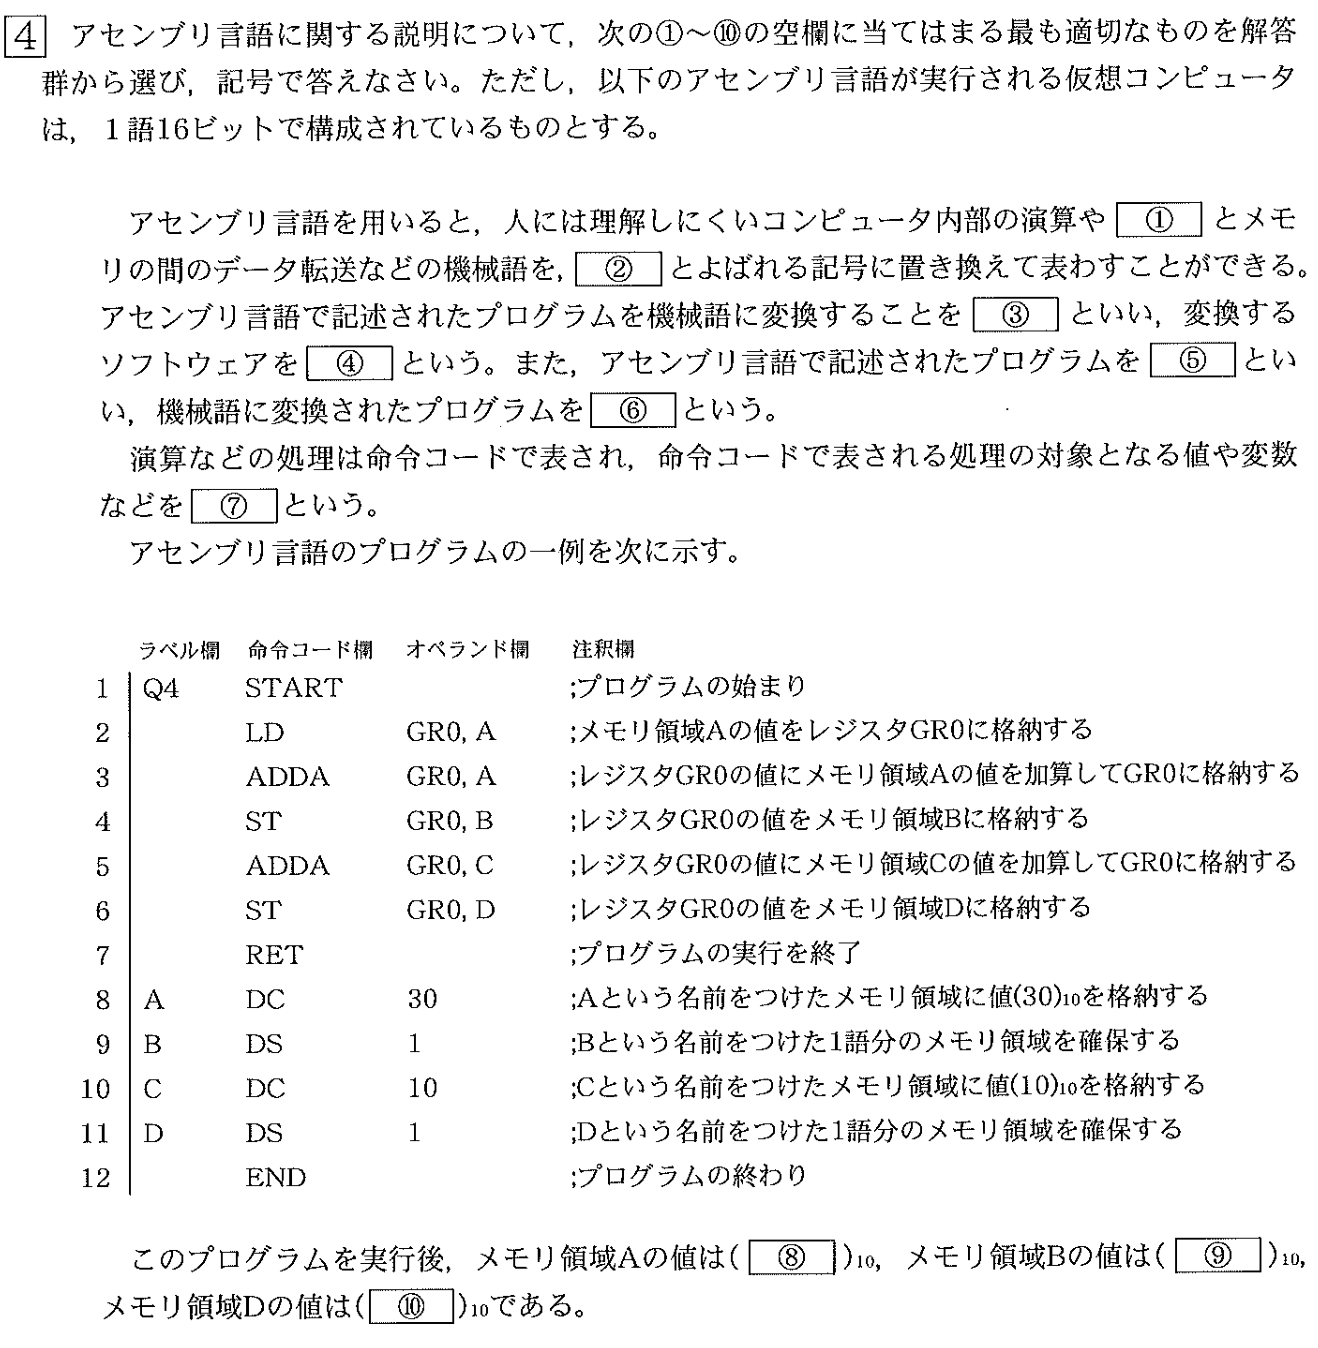 4 アセンブリ言語に関する説明について，次の①～⑩の空欄に当てはまる最も適切なものを解答
群から選び，記号で答えなさい。ただし，以下のアセンブリ言語が実行される仮想コンピュータ
は，１語16ビットで構成されているものとする。
アセンブリ言語を用いると，人には理解しにくいコンピュータ内部の演算や ① とメモ
リの間のデータ転送などの機械語を， ② とよばれる記号に置き換えて表わすことができる。
アセンブリ言語で記述されたプログラムを機械語に変換することを ③ といい，変換する
ソフトウェアを ④ という。また，アセンブリ言語で記述されたプログラムを ⑤ とい
い，機械語に変換されたプログラムを ⑥ という。
演算などの処理は命令コードで表され，命令コードで表される処理の対象となる値や変数
などを ⑦ という。
アセンブリ言語のプログラムの一例を次に示す。
ラベル欄 命令コード欄 オペランド欄 注釈欄
1 Q4 START ;プログラムの始まり
2 LD GR0, A ;メモリ領域Aの値をレジスタGR0に格納する
3 ADDA GR0, A ;レジスタGR0の値にメモリ領域Aの値を加算してGR0に格納する
4 ST GR0, B ;レジスタGR0の値をメモリ領域Bに格納する
5 ADDA GR0, C ;レジスタGR0の値にメモリ領域Cの値を加算してGR0に格納する
6 ST GR0, D ;レジスタGR0の値をメモリ領域Dに格納する
7 RET ;プログラムの実行を終了
8 A DC 30 ;Aという名前をつけたメモリ領域に値(30)₁₀を格納する
9 B DS 1 ;Bという名前をつけた1語分のメモリ領域を確保する
10 C DC 10 ;Cという名前をつけたメモリ領域に値(10)₁₀を格納する
11 D DS 1 ;Dという名前をつけた1語分のメモリ領域を確保する
12 END ;プログラムの終わり
このプログラムを実行後，メモリ領域Aの値は( ⑧ )₁₀，メモリ領域Bの値は( ⑨ )₁₀，
メモリ領域Dの値は( ⑩ )₁₀である。